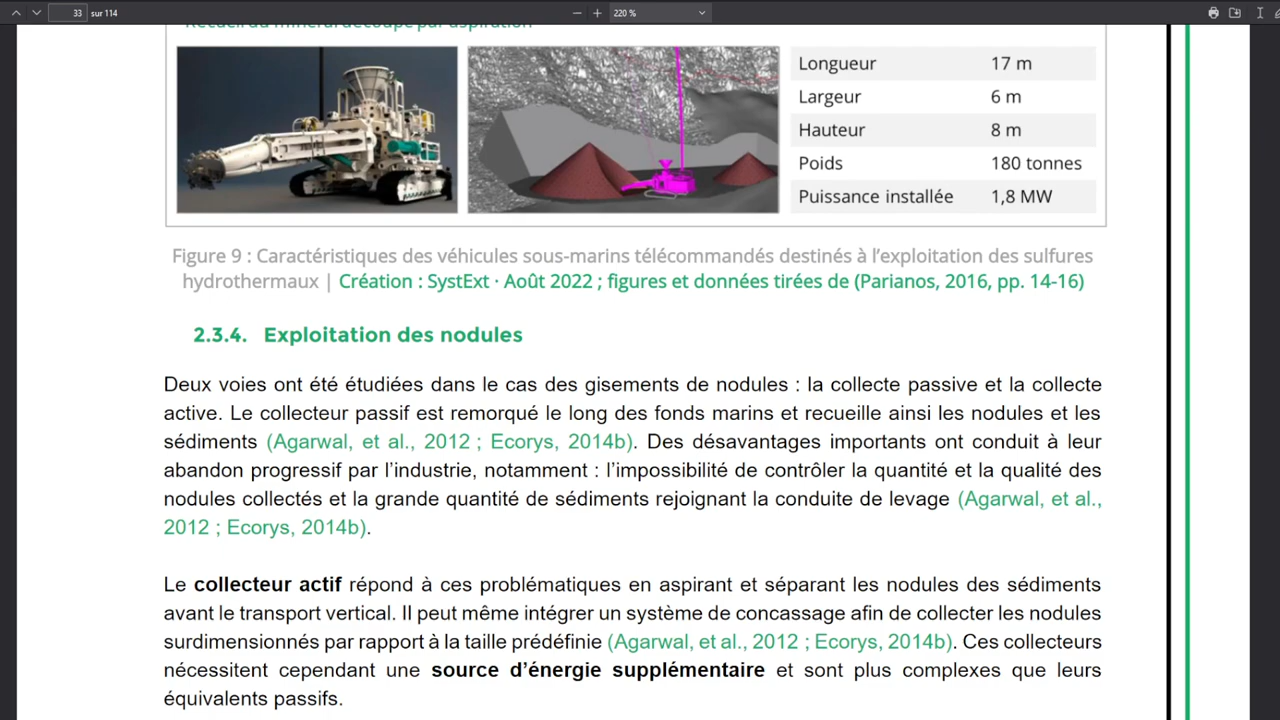 33 sur 114
220 %
Recueil du minerai découpé par aspiration
Longueur 17 m
Largeur 6 m
Hauteur 8 m
Poids 180 tonnes
Puissance installée 1,8 MW
Figure 9 : Caractéristiques des véhicules sous-marins télécommandés destinés à l’exploitation des sulfures
hydrothermaux | Création : SystExt · Août 2022 ; figures et données tirées de (Parianos, 2016, pp. 14-16)
2.3.4. Exploitation des nodules
Deux voies ont été étudiées dans le cas des gisements de nodules : la collecte passive et la collecte
active. Le collecteur passif est remorqué le long des fonds marins et recueille ainsi les nodules et les
sédiments (Agarwal, et al., 2012 ; Ecorys, 2014b). Des désavantages importants ont conduit à leur
abandon progressif par l’industrie, notamment : l’impossibilité de contrôler la quantité et la qualité des
nodules collectés et la grande quantité de sédiments rejoignant la conduite de levage (Agarwal, et al.,
2012 ; Ecorys, 2014b).
Le collecteur actif répond à ces problématiques en aspirant et séparant les nodules des sédiments
avant le transport vertical. Il peut même intégrer un système de concassage afin de collecter les nodules
surdimensionnés par rapport à la taille prédéfinie (Agarwal, et al., 2012 ; Ecorys, 2014b). Ces collecteurs
nécessitent cependant une source d’énergie supplémentaire et sont plus complexes que leurs
équivalents passifs.